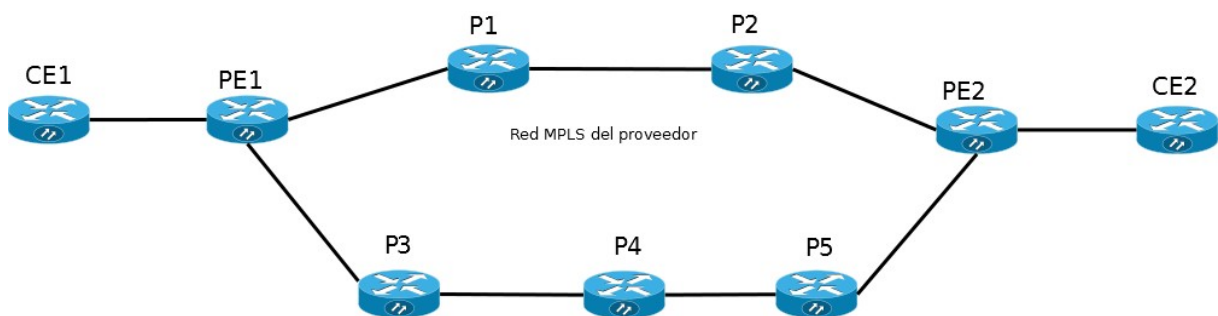 P1
P2
CE1
PE1
PE2
CE2
Red MPLS del proveedor
P3
P4
P5